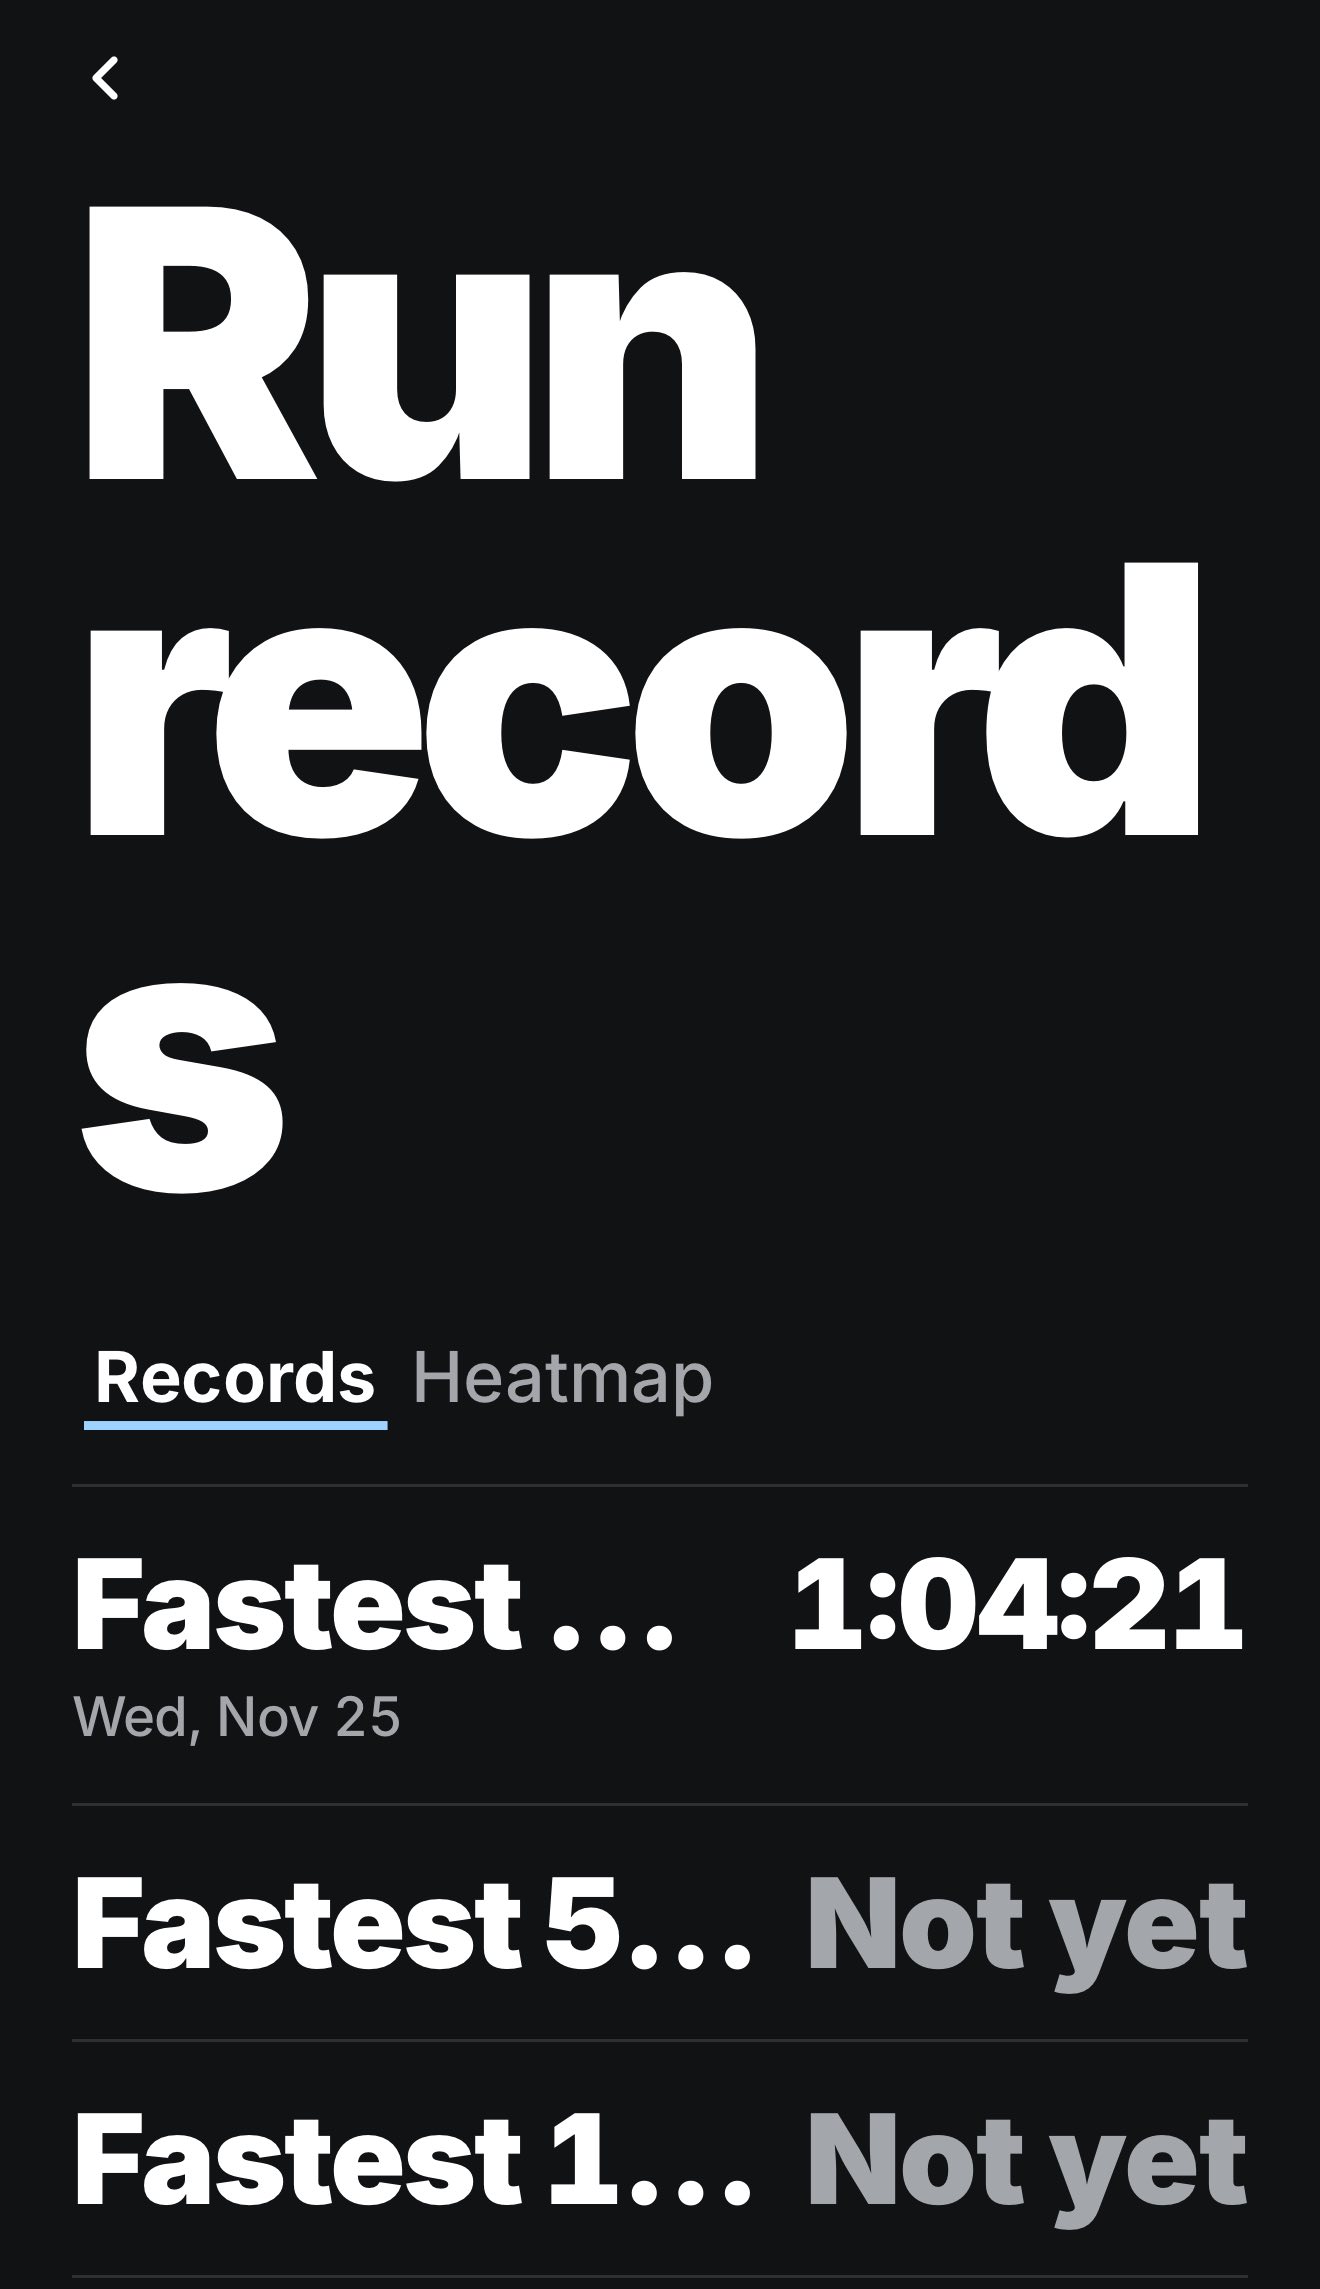 Run
record
s
Records Heatmap
Fastest ... 1:04:21
Wed, Nov 25
Fastest 5... Not yet
Fastest 1... Not yet